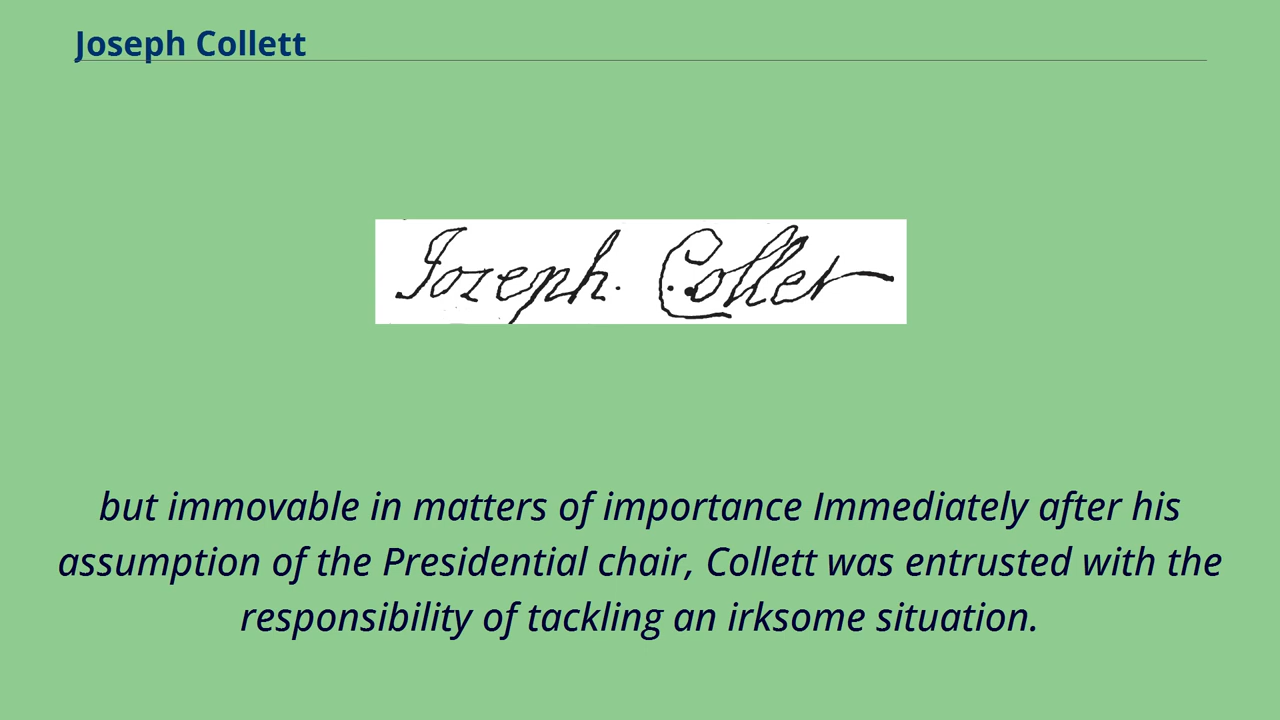 Joseph Collett
Joseph. Collet
but immovable in matters of importance Immediately after his
assumption of the Presidential chair, Collett was entrusted with the
responsibility of tackling an irksome situation.